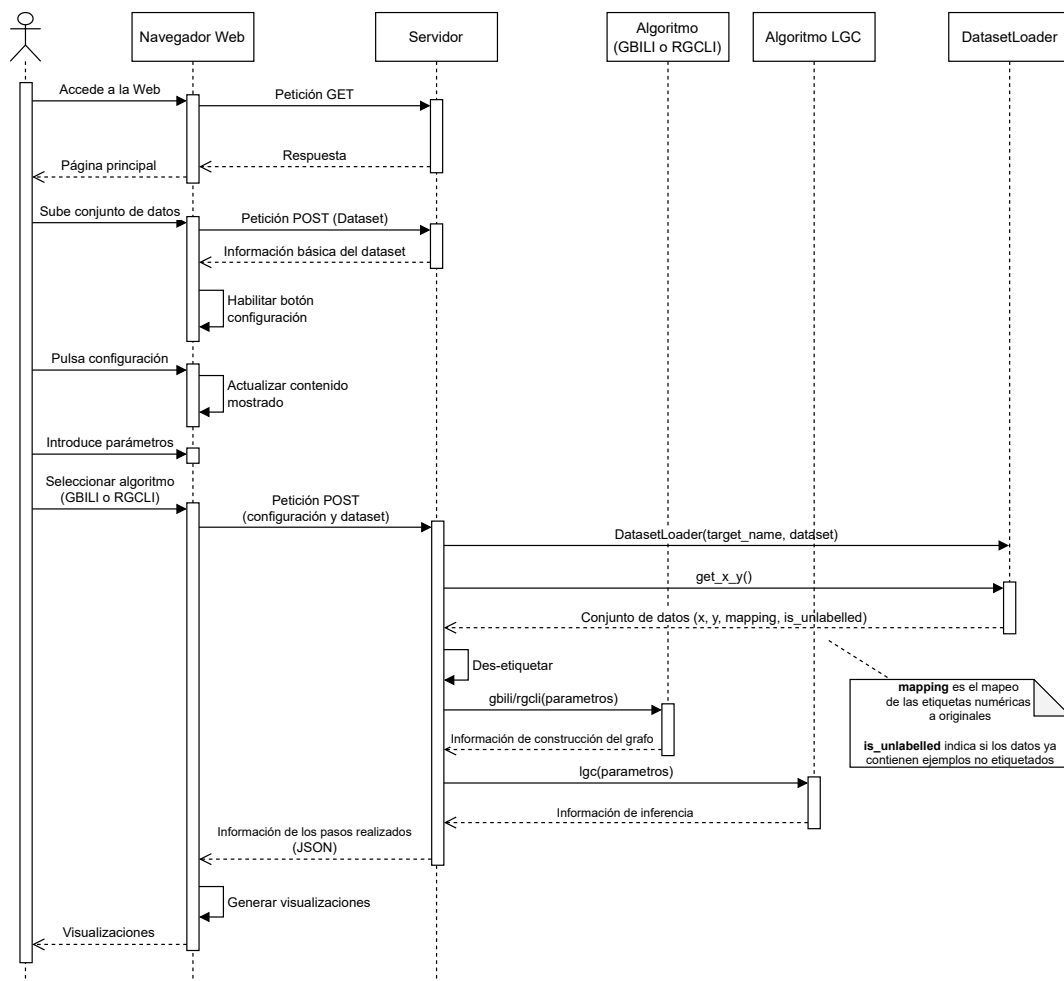 Navegador Web
Servidor
Algoritmo
(GBILI o RGCLI)
Algoritmo LGC
DatasetLoader
Accede a la Web
Petición GET
Respuesta
Página principal
Sube conjunto de datos
Petición POST (Dataset)
Información básica del dataset
Habilitar botón
configuración
Pulsa configuración
Actualizar contenido
mostrado
Introduce parámetros
Seleccionar algoritmo
(GBILI o RGCLI)
Petición POST
(configuración y dataset)
DatasetLoader(target_name, dataset)
get_x_y()
Conjunto de datos (x, y, mapping, is_unlabelled)
Des-etiquetar
mapping es el mapeo
de las etiquetas numéricas
a originales
is_unlabelled indica si los datos ya
contienen ejemplos no etiquetados
gbili/rgcli(parametros)
Información de construcción del grafo
lgc(parametros)
Información de inferencia
Información de los pasos realizados
(JSON)
Generar visualizaciones
Visualizaciones